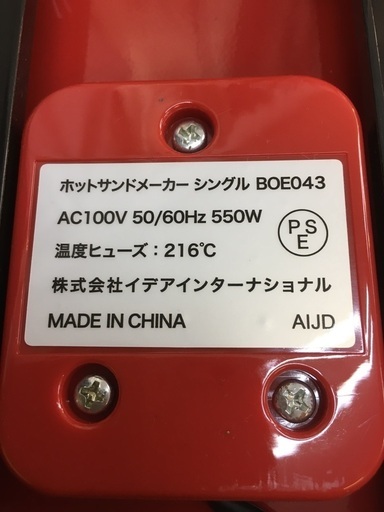 ホットサンドメーカー シングル BOE043
AC100V 50/60Hz 550W
PSE
温度ヒューズ：216℃
株式会社イデアインターナショナル
MADE IN CHINA AIJD